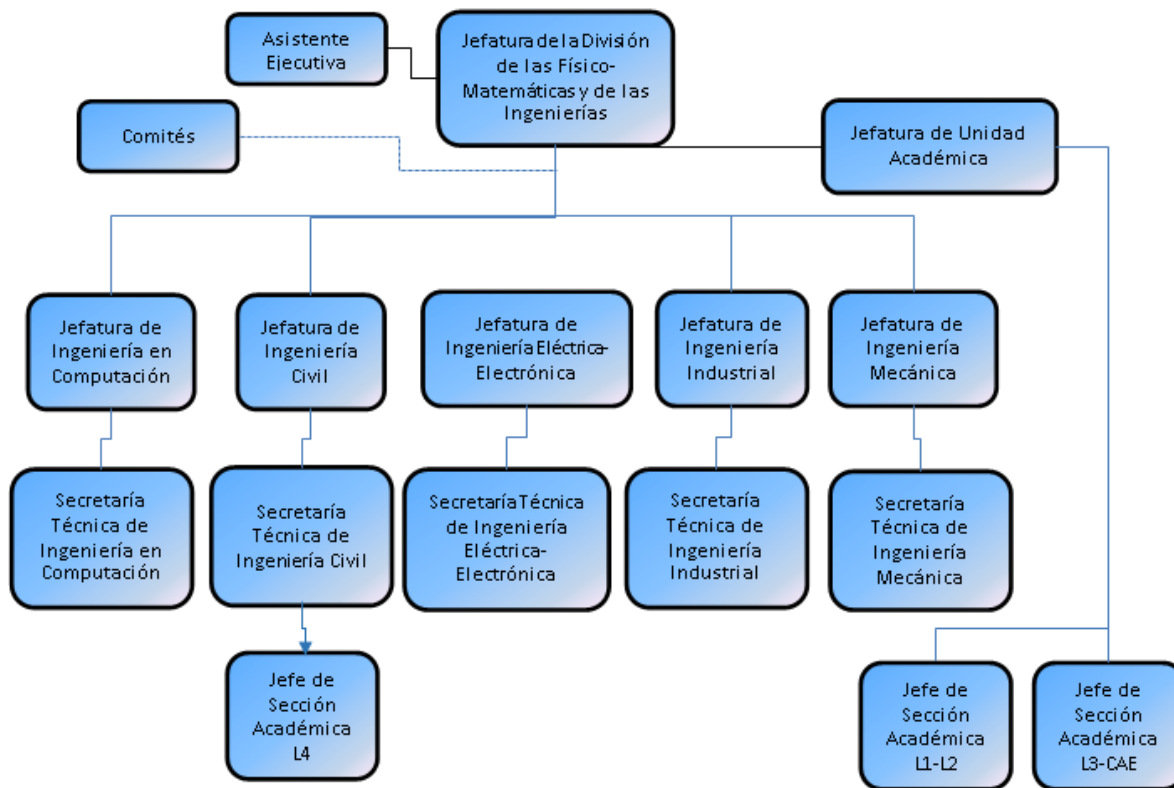 Asistente
Ejecutiva
Jefatura de la División
de las Físico-
Matemáticas y de las
Ingenierías
Comités
Jefatura de Unidad
Académica
Jefatura de
Ingeniería en
Computación
Jefatura de
Ingeniería
Civil
Jefatura de
Ingeniería Eléctrica-
Electrónica
Jefatura de
Ingeniería
Industrial
Jefatura de
Ingeniería
Mecánica
Secretaría
Técnica de
Ingeniería en
Computación
Secretaría
Técnica de
Ingeniería Civil
Secretaría Técnica
de Ingeniería
Eléctrica-
Electrónica
Secretaría
Técnica de
Ingeniería
Industrial
Secretaría
Técnica de
Ingeniería
Mecánica
Jefe de
Sección
Académica
L4
Jefe de
Sección
Académica
L1-L2
Jefe de
Sección
Académica
L3-CAE